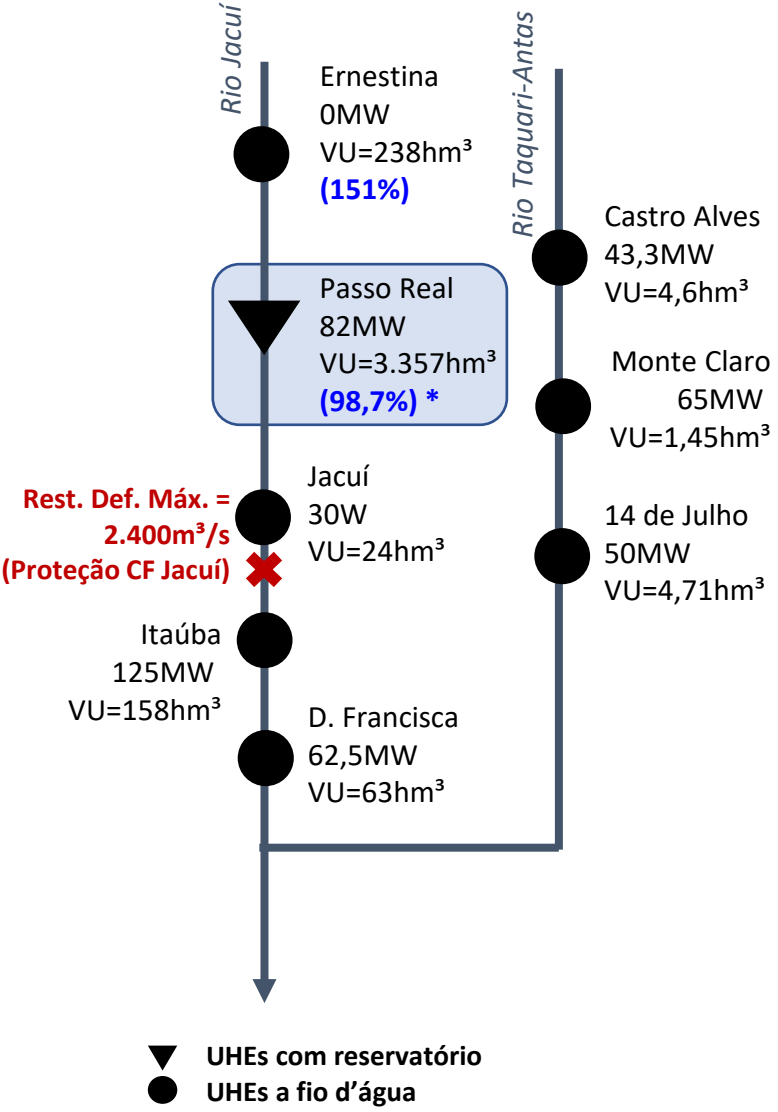 Rio Jacuí
Ernestina
0MW
VU=238hm³
(151%)
Passo Real
82MW
VU=3.357hm³
(98,7%) *
Rest. Def. Máx. =
2.400m³/s
(Proteção CF Jacuí)
Jacuí
30W
VU=24hm³
Itaúba
125MW
VU=158hm³
D. Francisca
62,5MW
VU=63hm³
Rio Taquari-Antas
Castro Alves
43,3MW
VU=4,6hm³
Monte Claro
65MW
VU=1,45hm³
14 de Julho
50MW
VU=4,71hm³
UHEs com reservatório
UHEs a fio d’água